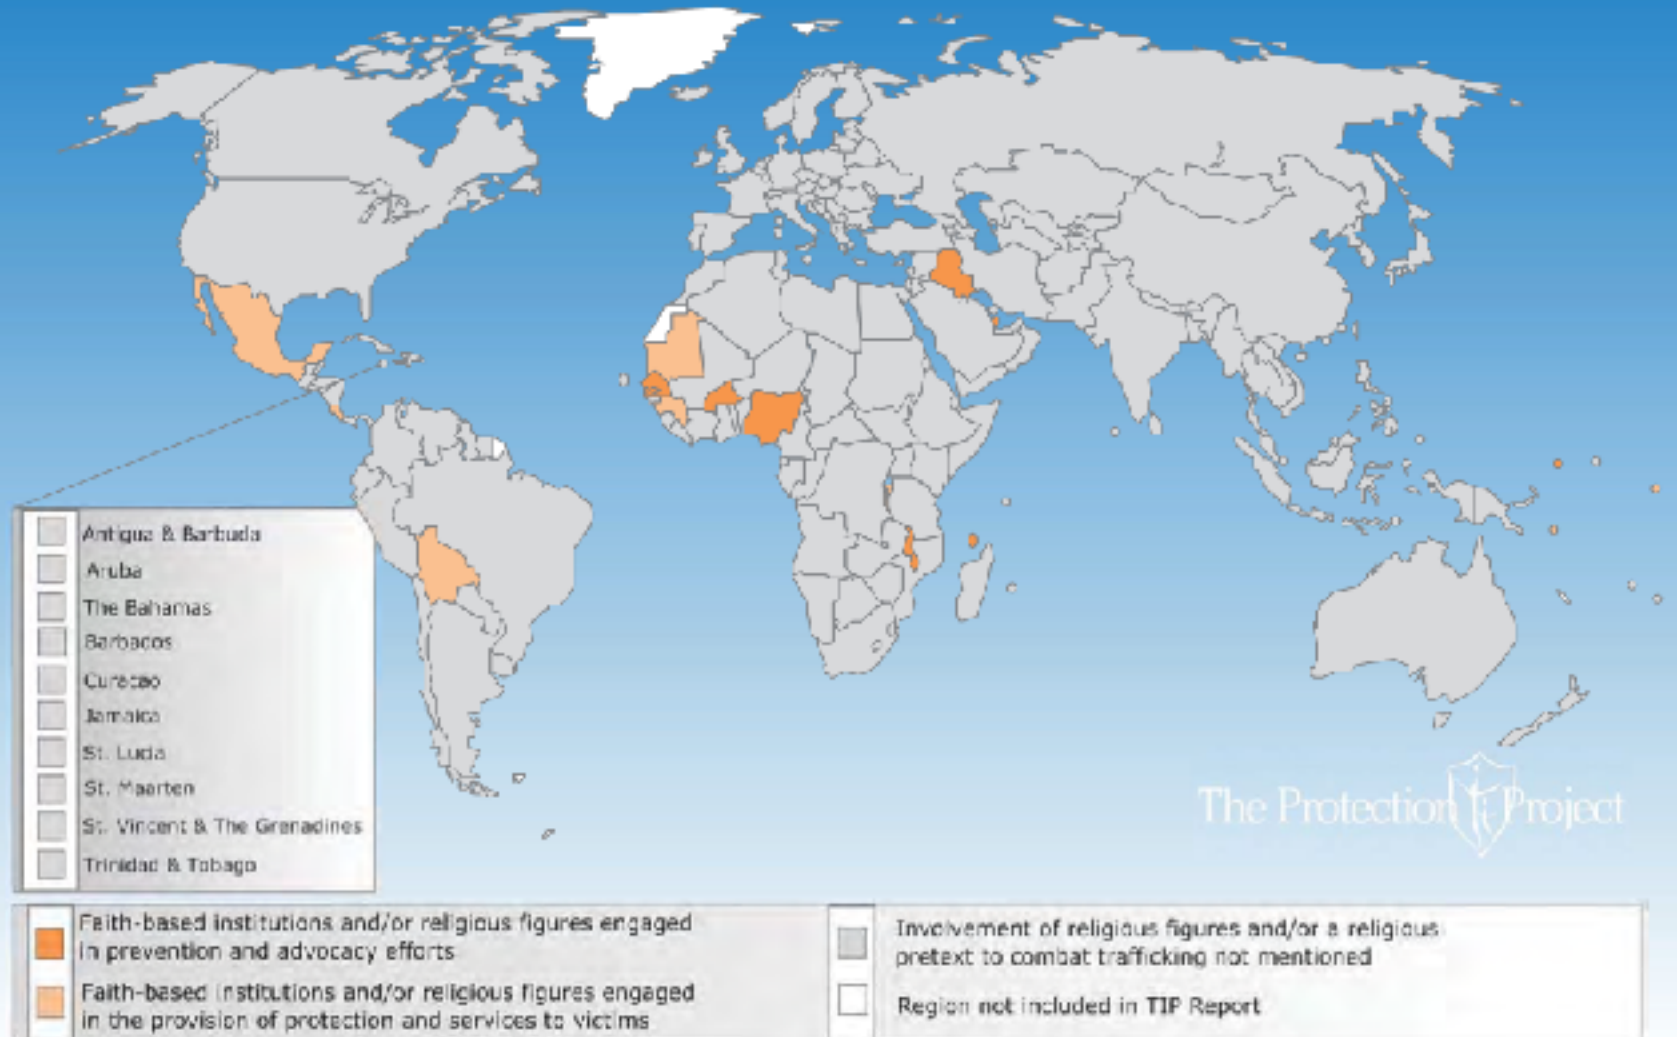 Antigua & Barbuda
Aruba
The Bahamas
Barbados
Curacao
Jamaica
St. Lucia
St. Maarten
St. Vincent & The Grenadines
Trinidad & Tobago
The Protection Project
Faith-based institutions and/or religious figures engaged
in prevention and advocacy efforts
Faith-based institutions and/or religious figures engaged
in the provision of protection and services to victims
Involvement of religious figures and/or a religious
pretext to combat trafficking not mentioned
Region not included in TIP Report